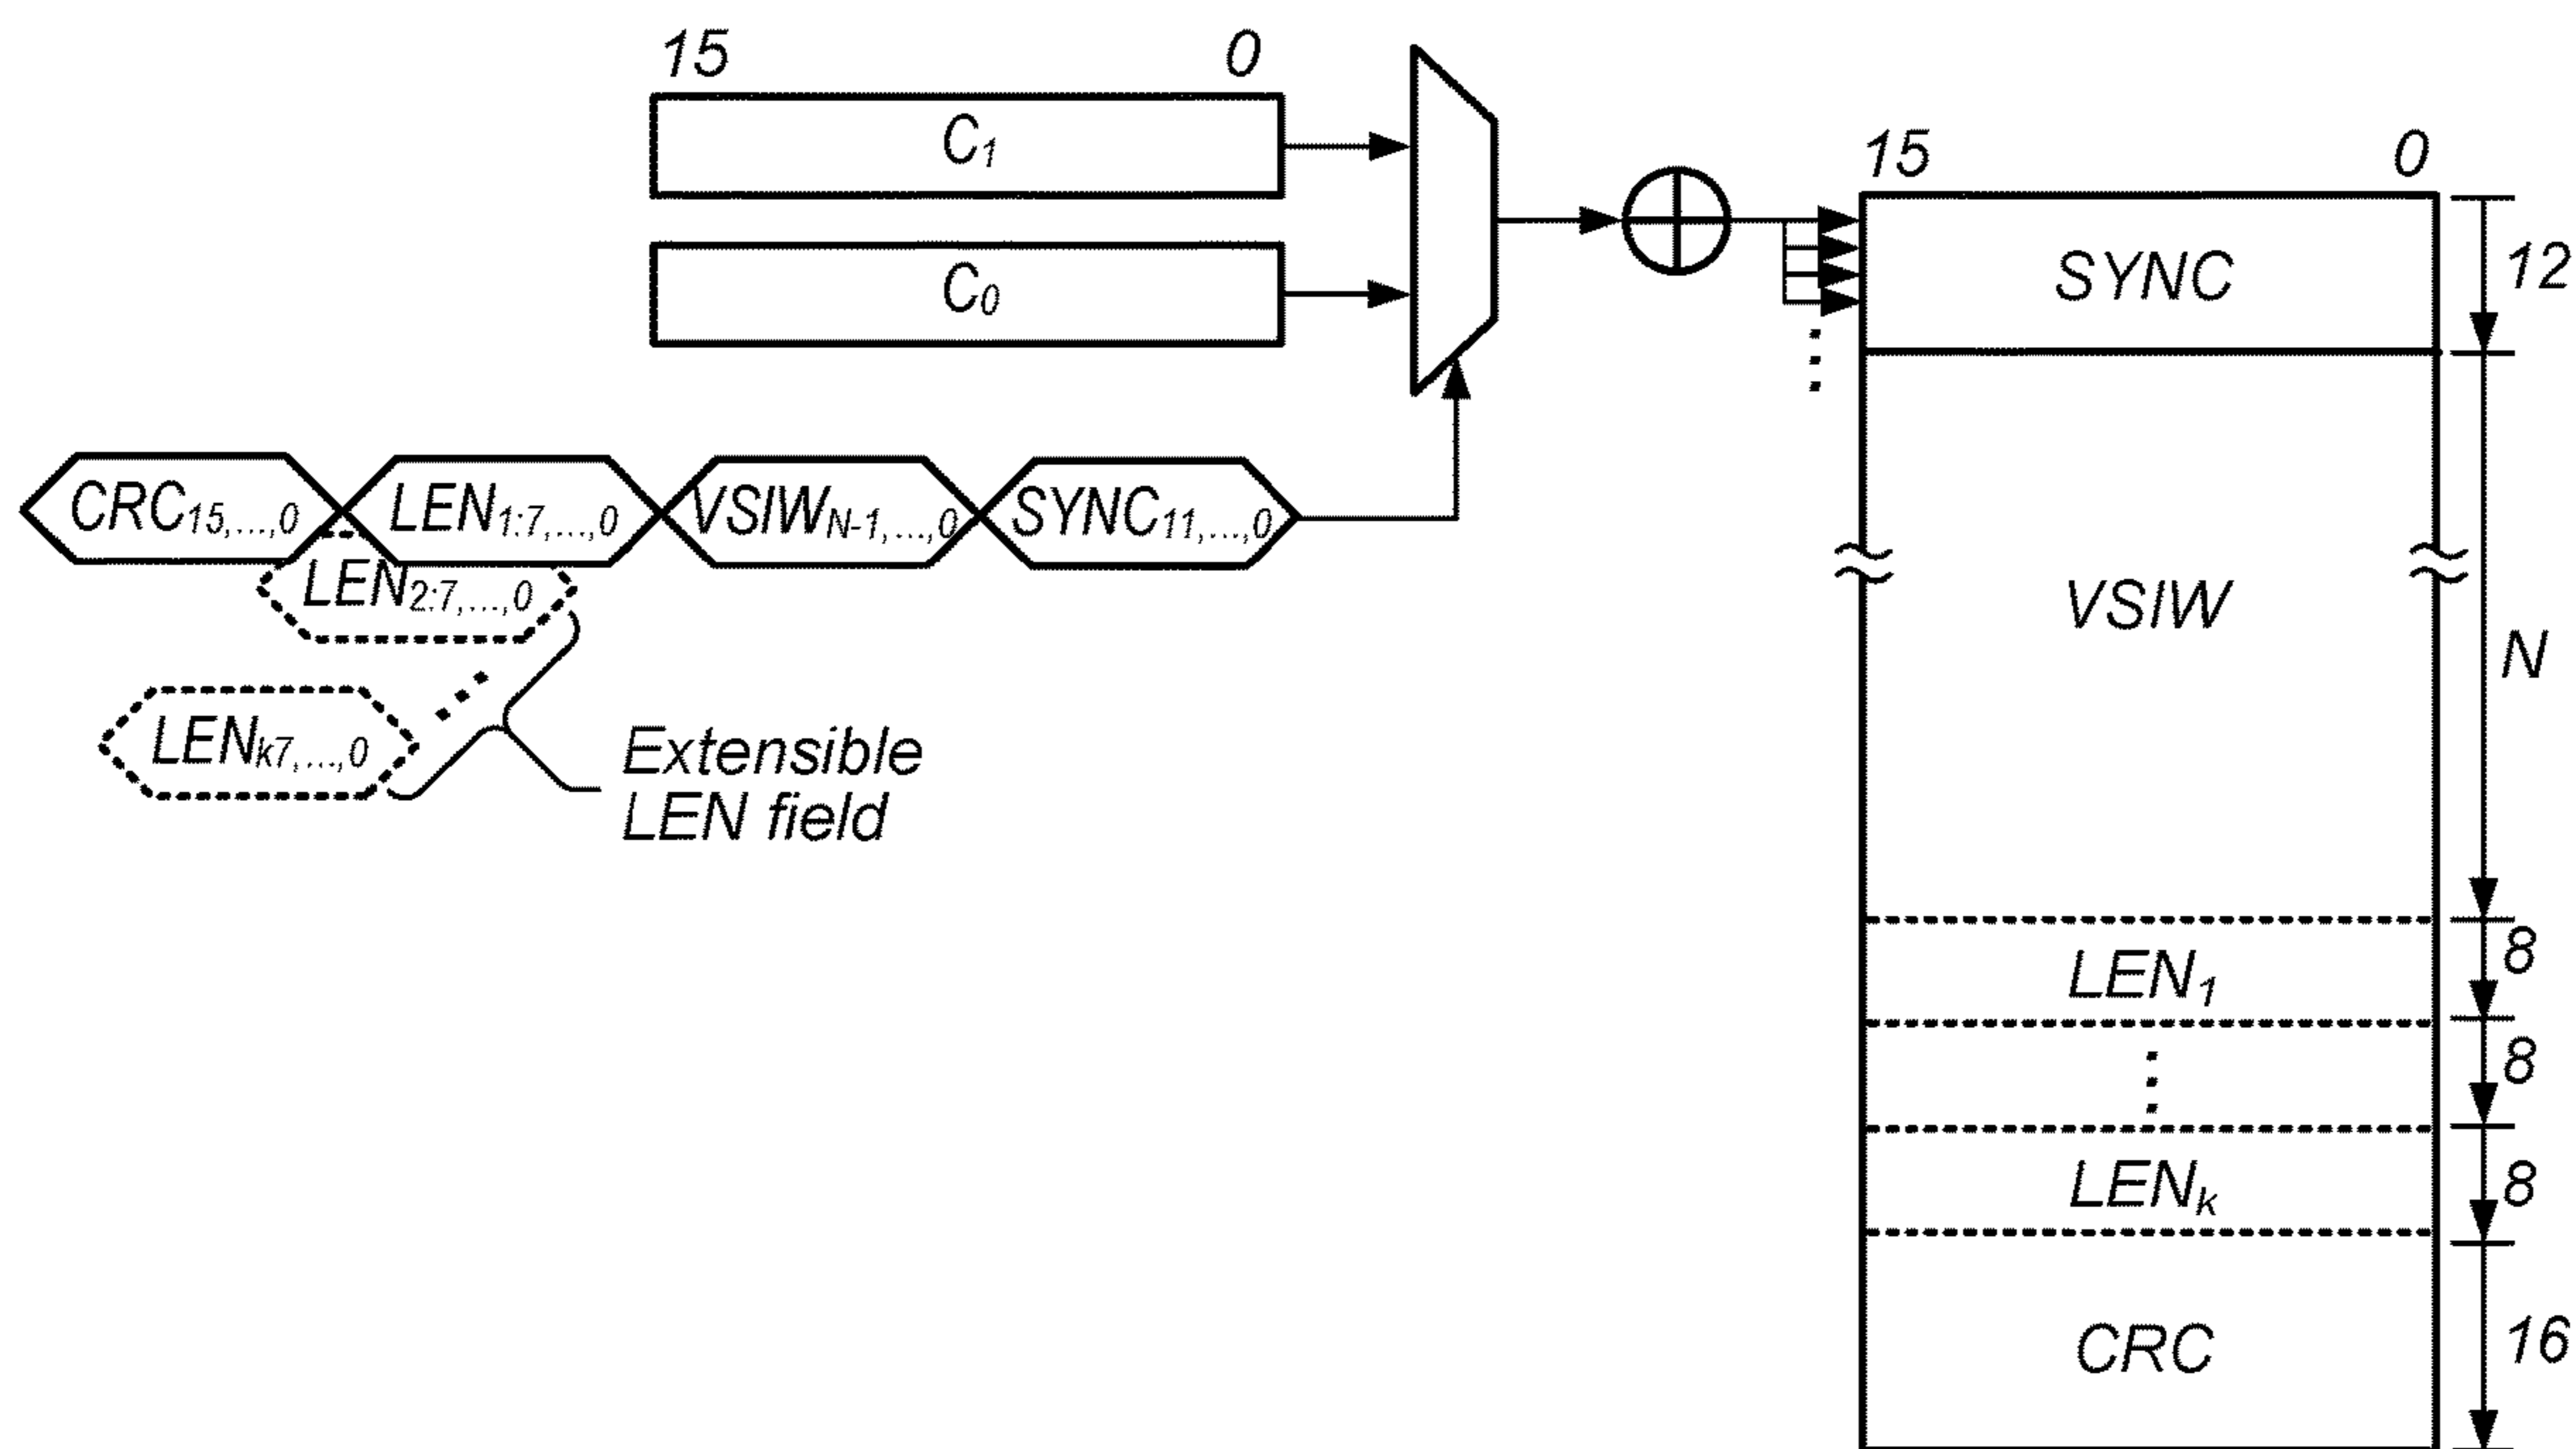 15 0
C1
C0
15 0
SYNC
12
CRC15,...,0 LEN1:7,...,0 VSIWN-1,...,0 SYNC11,...,0
LEN2:7,...,0
VSIW
N
LENk7,...,0
Extensible
LEN field
LEN1
8
8
LENk
8
CRC
16